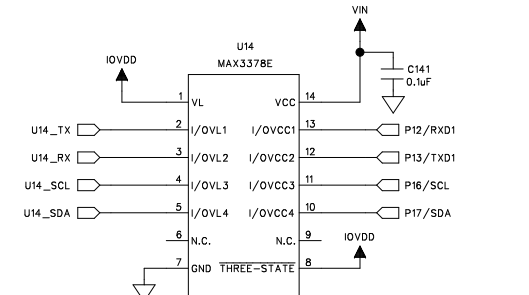 VIN
U14
IOVDD
MAX3378E
C141
0.1uF
1 VL VCC 14
U14_TX 2 I/OVL1 I/OVCC1 13 P12/RXD1
U14_RX 3 I/OVL2 I/OVCC2 12 P13/TXD1
U14_SCL 4 I/OVL3 I/OVCC3 11 P16/SCL
U14_SDA 5 I/OVL4 I/OVCC4 10 P17/SDA
6 N.C. N.C. 9
IOVDD
7 GND THREE-STATE 8